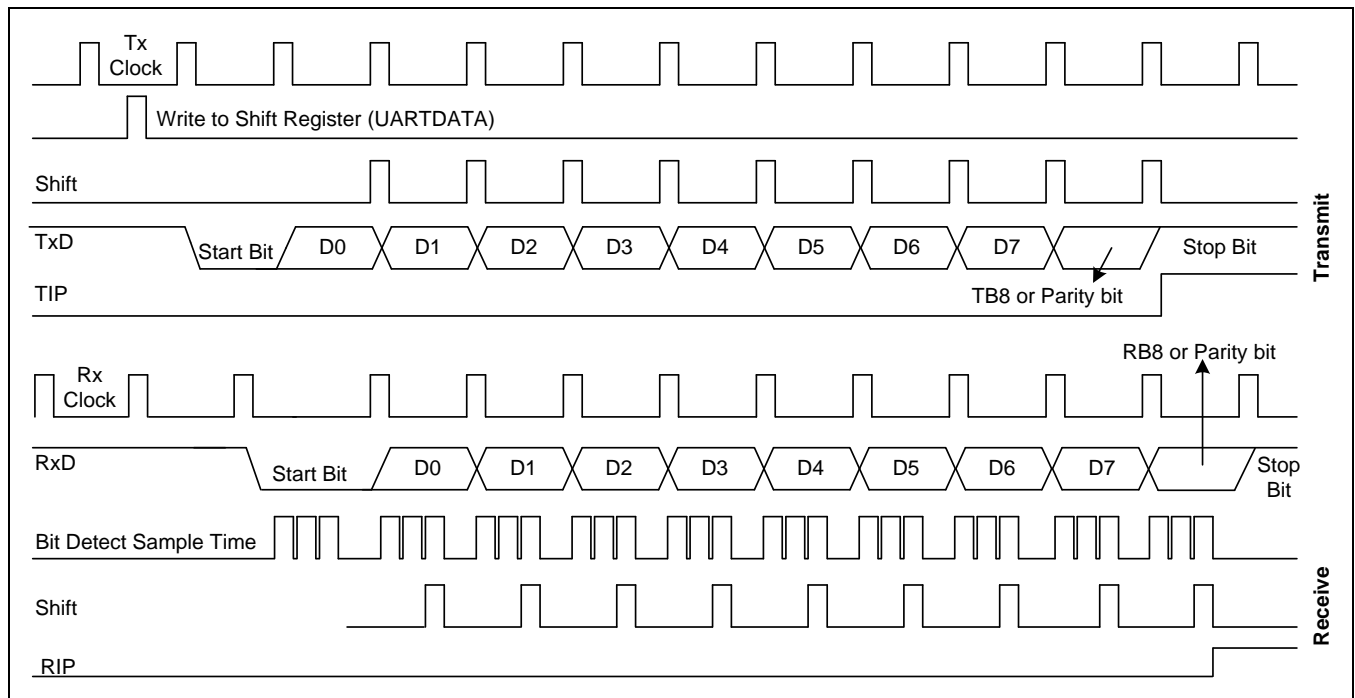 Tx
Clock
Write to Shift Register (UARTDATA)
Shift
TxD
Start Bit
D0
D1
D2
D3
D4
D5
D6
D7
Stop Bit
TIP
TB8 or Parity bit
Transmit
RB8 or Parity bit
Rx
Clock
RxD
Start Bit
D0
D1
D2
D3
D4
D5
D6
D7
Stop
Bit
Bit Detect Sample Time
Shift
RIP
Receive